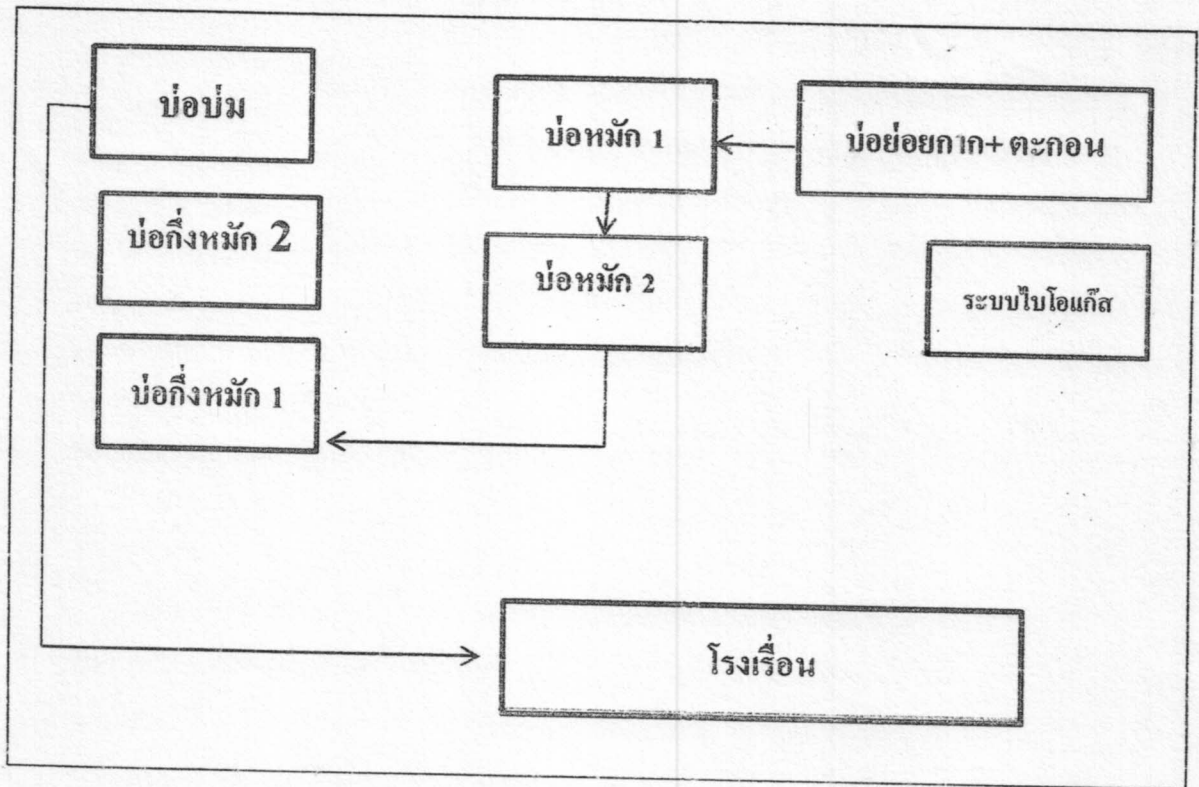 บ่อบ่ม
บ่อหมัก 1
บ่อย่อยกาก+ตะกอน
บ่อกึ่งหมัก 2
บ่อหมัก 2
ระบบไบโอแก๊ส
บ่อกึ่งหมัก 1
โรงเรื่อน